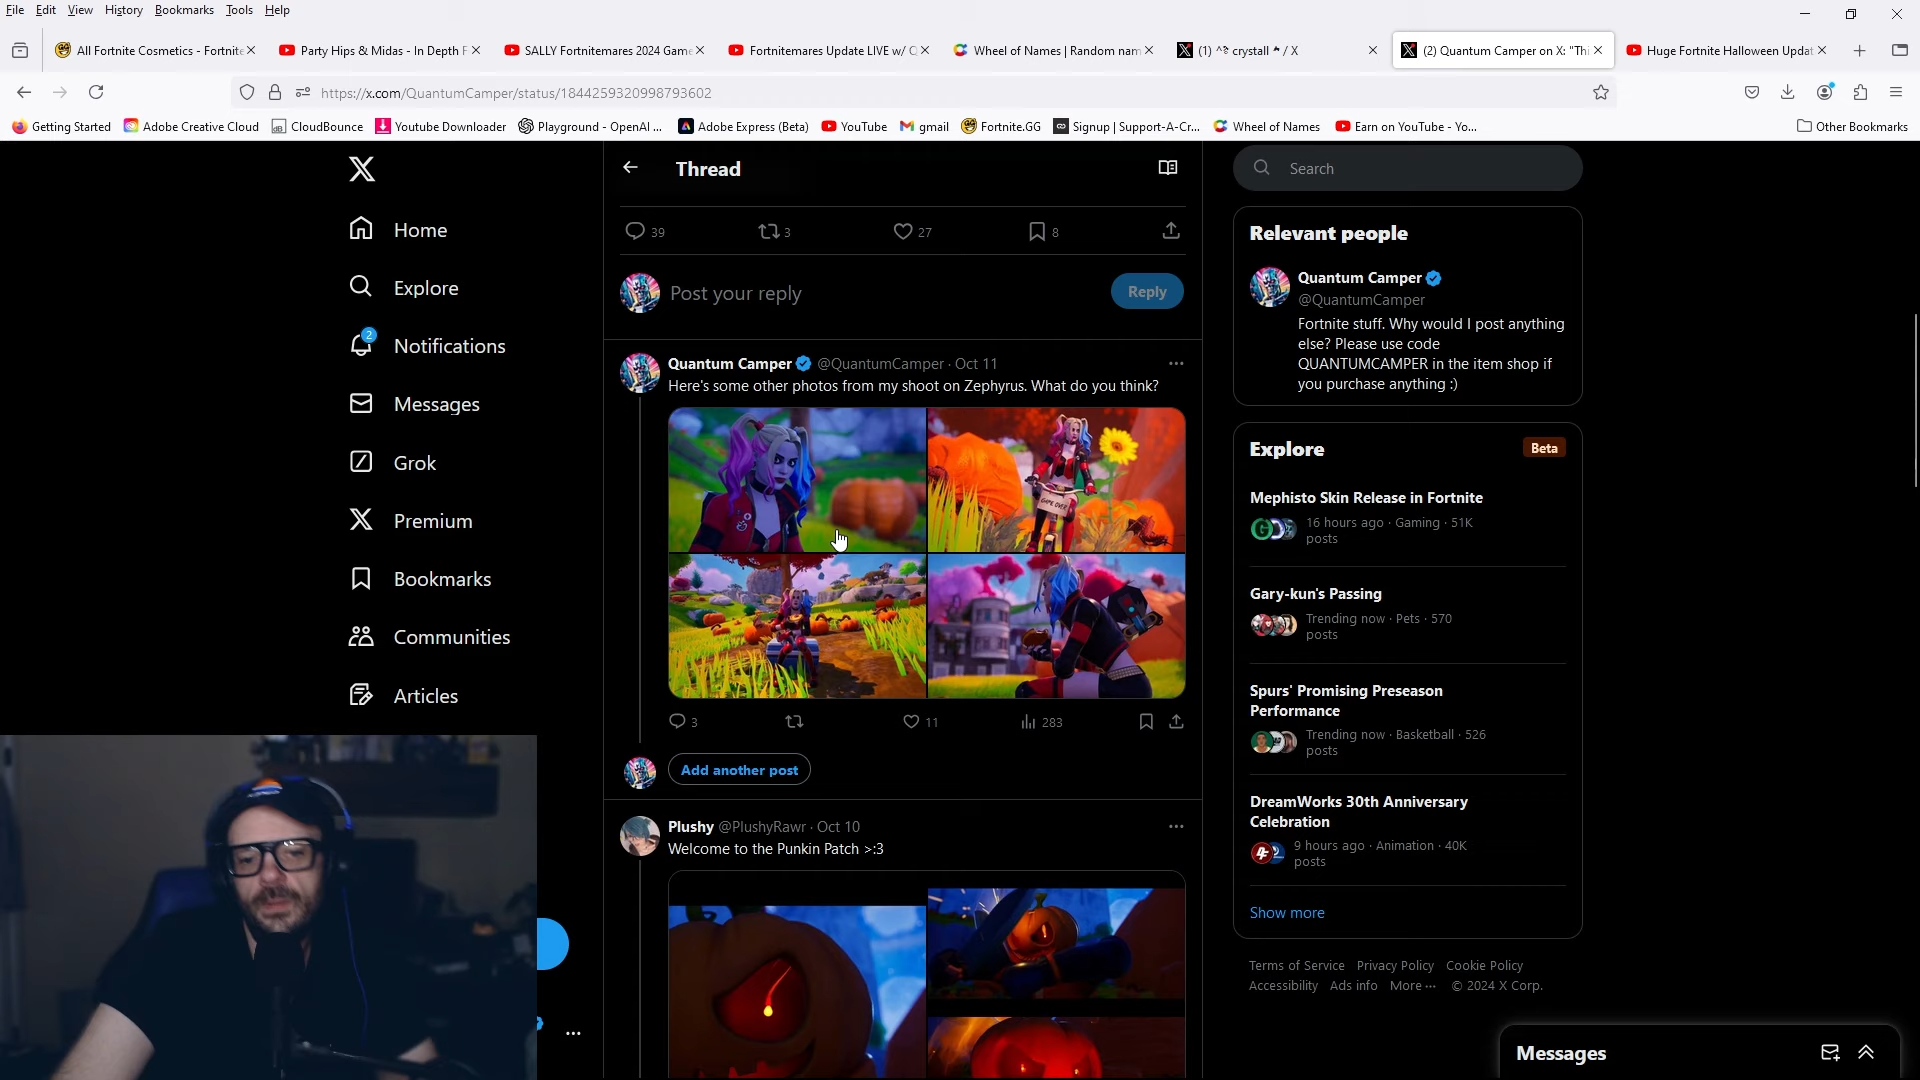 File Edit View History Bookmarks Tools Help
All Fortnite Cosmetics - Fortnite
Party Hips & Midas - In Depth F
SALLY Fortnitemares 2024 Game
Fortnitemares Update LIVE w/ Q
Wheel of Names | Random nam
(1) ^? crystall / X
(2) Quantum Camper on X: "Thi
Huge Fortnite Halloween Updat
https://x.com/QuantumCamper/status/1844259320998793602
Getting Started
Adobe Creative Cloud
CloudBounce
Youtube Downloader
Playground - OpenAI ...
Adobe Express (Beta)
YouTube
gmail
Fortnite.GG
Signup | Support-A-Cr...
Wheel of Names
Earn on YouTube - Yo...
Other Bookmarks
Home
Explore
2
Notifications
Messages
Grok
Premium
Bookmarks
Communities
Articles
Thread
39 3 27 8
Post your reply
Reply
Quantum Camper @QuantumCamper · Oct 11
Here's some other photos from my shoot on Zephyrus. What do you think?
GAME OVER
3 11 283
Add another post
Plushy @PlushyRawr · Oct 10
Welcome to the Punkin Patch >:3
Search
Relevant people
Quantum Camper
@QuantumCamper
Fortnite stuff. Why would I post anything
else? Please use code
QUANTUMCAMPER in the item shop if
you purchase anything :)
Explore
Beta
Mephisto Skin Release in Fortnite
16 hours ago · Gaming · 51K
posts
Gary-kun's Passing
Trending now · Pets · 570
posts
Spurs' Promising Preseason
Performance
Trending now · Basketball · 526
posts
DreamWorks 30th Anniversary
Celebration
9 hours ago · Animation · 40K
posts
Show more
Terms of Service Privacy Policy Cookie Policy
Accessibility Ads info More ··· © 2024 X Corp.
Messages